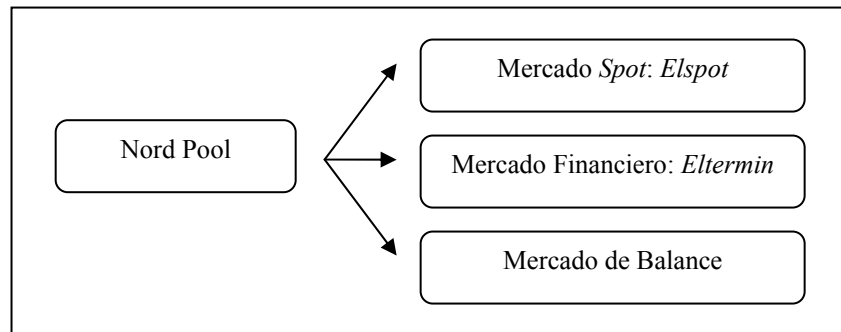 Mercado Spot: Elspot
Nord Pool
Mercado Financiero: Eltermin
Mercado de Balance